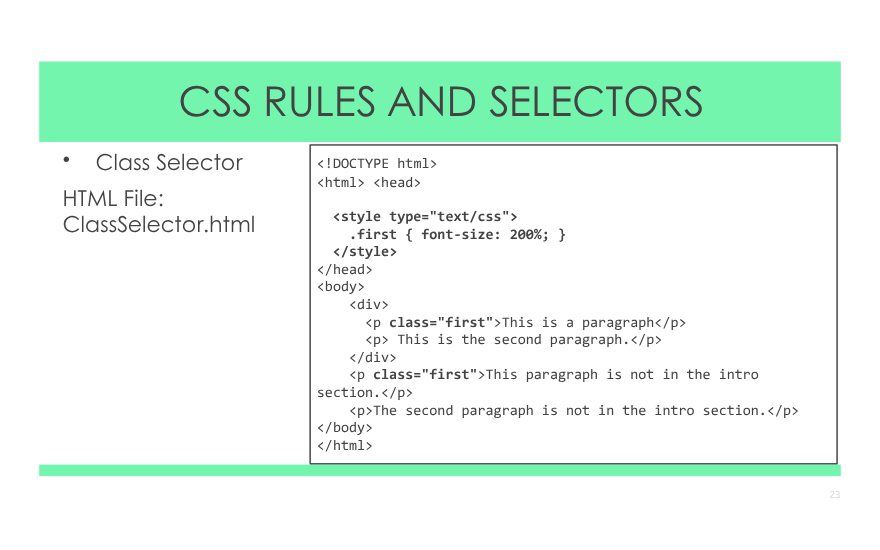 CSS RULES AND SELECTORS
• Class Selector
HTML File:
ClassSelector.html
<!DOCTYPE html>
<html> <head>
<style type="text/css">
.first { font-size: 200%; }
</style>
</head>
<body>
<div>
<p class="first">This is a paragraph</p>
<p> This is the second paragraph.</p>
</div>
<p class="first">This paragraph is not in the intro
section.</p>
<p>The second paragraph is not in the intro section.</p>
</body>
</html>
23